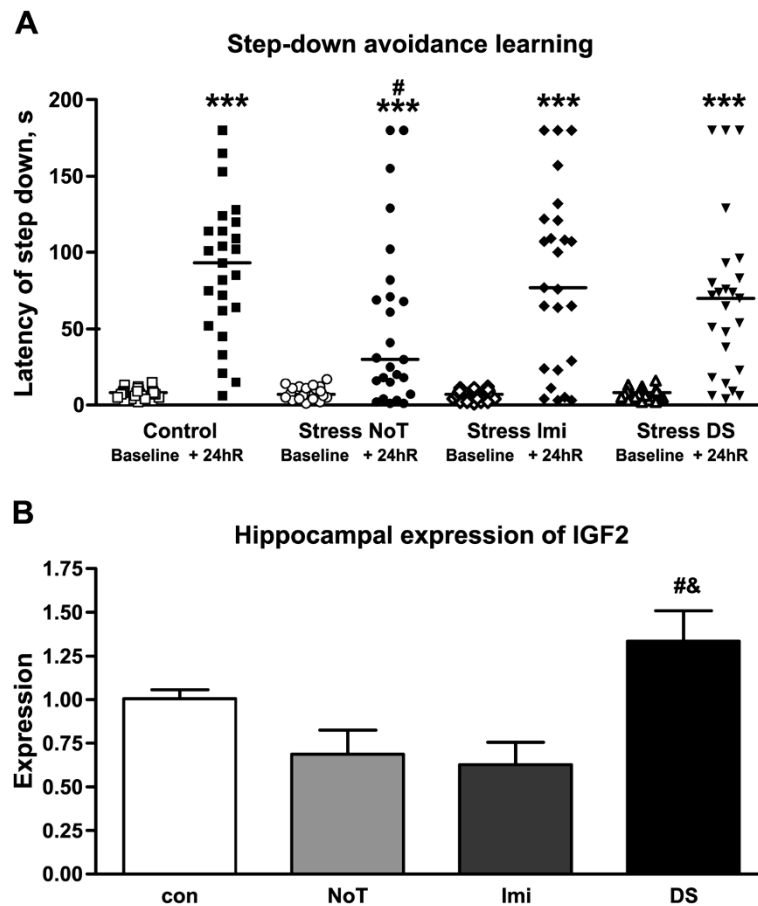 A
Step-down avoidance learning
Latency of step down, s
200
150
100
50
0
*** # *** *** ***
Control Stress NoT Stress Imi Stress DS
Baseline + 24hR Baseline + 24hR Baseline + 24hR Baseline + 24hR
B
Hippocampal expression of IGF2
Expression
1.75
1.50
1.25
1.00
0.75
0.50
0.25
0.00
#&
con NoT Imi DS